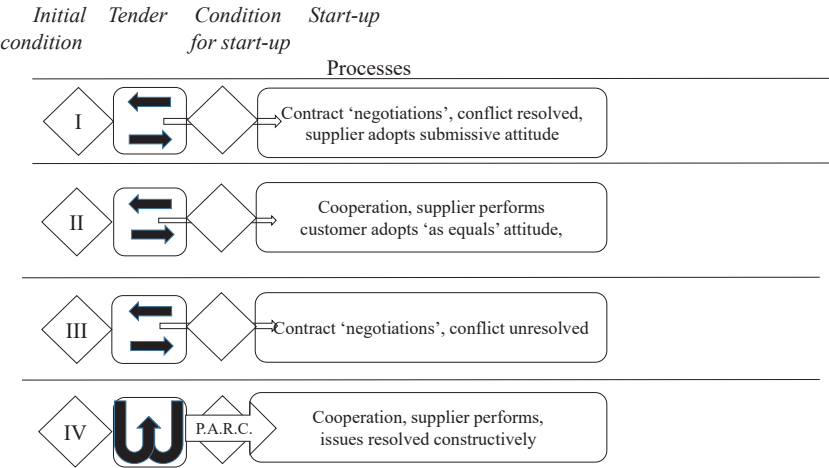 Initial Tender Condition Start-up
condition for start-up
Processes
I
Contract ‘negotiations’, conflict resolved,
supplier adopts submissive attitude
II
Cooperation, supplier performs
customer adopts ‘as equals’ attitude,
III
Contract ‘negotiations’, conflict unresolved
IV
P.A.R.C.
Cooperation, supplier performs,
issues resolved constructively